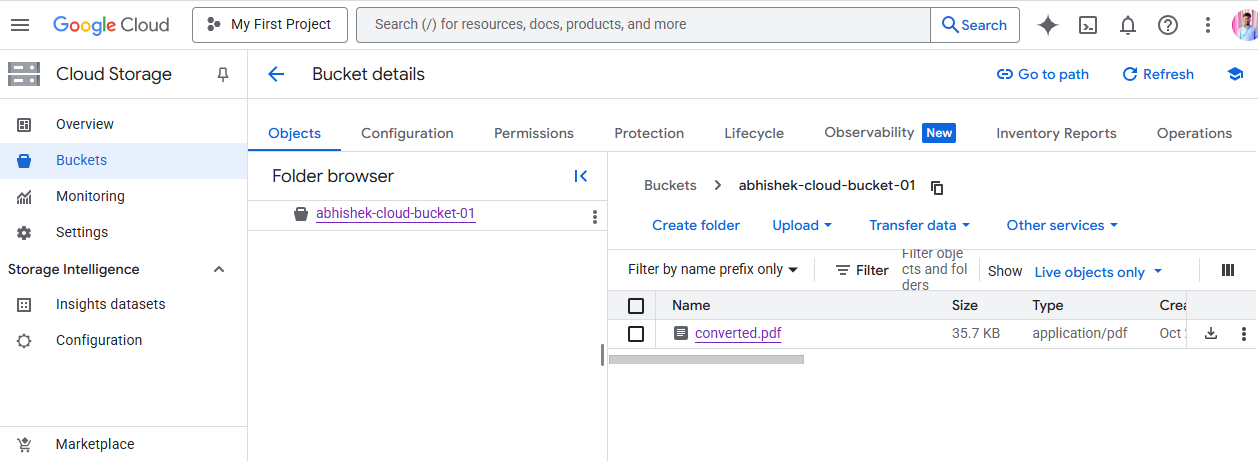 Google Cloud
My First Project
Search (/) for resources, docs, products, and more
Search
Cloud Storage
Bucket details
Go to path
Refresh
Overview
Buckets
Monitoring
Settings
Storage Intelligence
Insights datasets
Configuration
Marketplace
Objects
Configuration
Permissions
Protection
Lifecycle
Observability New
Inventory Reports
Operations
Folder browser
abhishek-cloud-bucket-01
Buckets > abhishek-cloud-bucket-01
Create folder
Upload
Transfer data
Other services
Filter by name prefix only
Filter
Filter obje
cts and fol
ders
Show
Live objects only
Name Size Type Crea
converted.pdf 35.7 KB application/pdf Oct